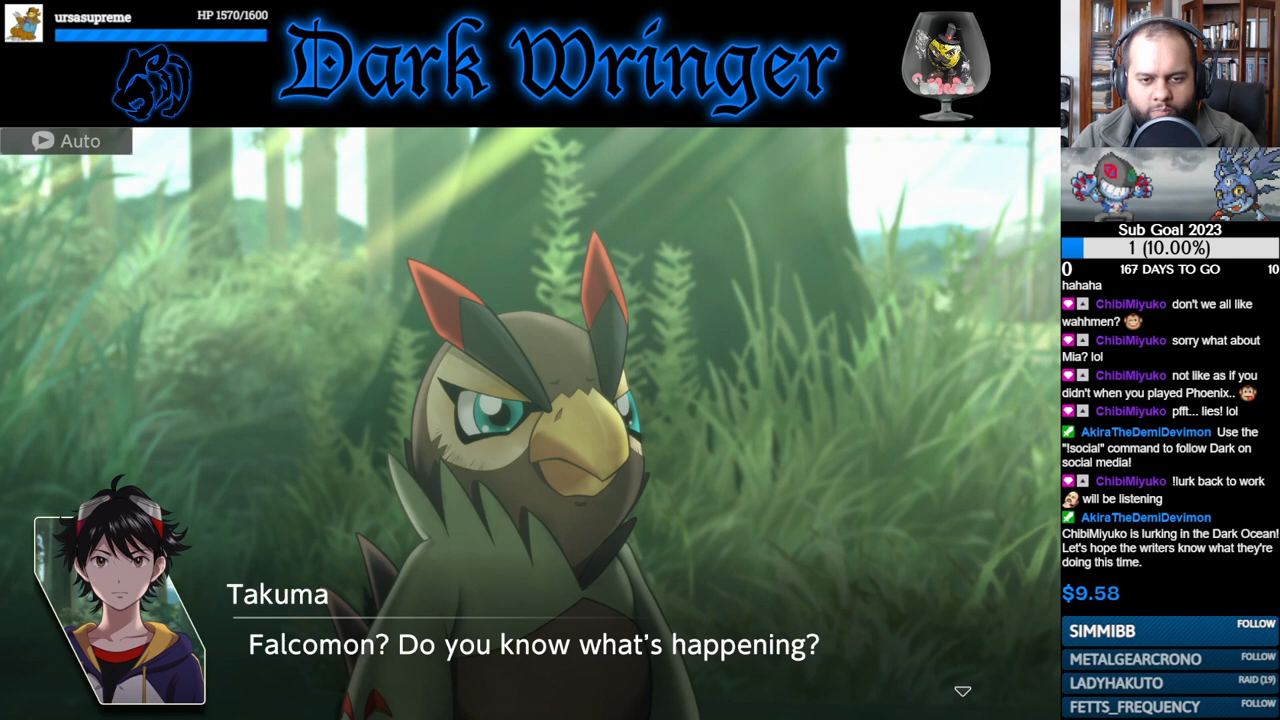 ursasupreme
HP 1570/1600
Dark Wringer
Auto
Takuma
Falcomon? Do you know what's happening?
Sub Goal 2023
1 (10.00%)
0 167 DAYS TO GO 10
hahaha
ChibiMiyuko don't we all like
wahhmen?
ChibiMiyuko sorry what about
Mia? lol
ChibiMiyuko not like as if you
didn't when you played Phoenix..
ChibiMiyuko pfft... lies! lol
AkiraTheDemiDevimon Use the
"!social" command to follow Dark on
social media!
ChibiMiyuko !lurk back to work
will be listening
AkiraTheDemiDevimon
ChibiMiyuko is lurking in the Dark Ocean!
Let's hope the writers know what they're
doing this time.
$9.58
SIMMIBB FOLLOW
METALGEARCRONO FOLLOW
LADYHAKUTO RAID (19)
FETTS_FREQUENCY FOLLOW